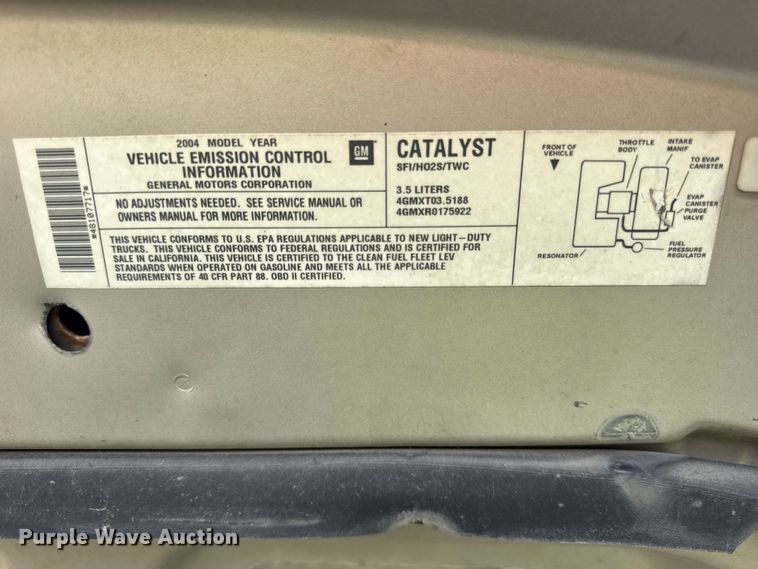 *48107717*
2004 MODEL YEAR
VEHICLE EMISSION CONTROL
INFORMATION
GENERAL MOTORS CORPORATION
GM
NO ADJUSTMENTS NEEDED. SEE SERVICE MANUAL OR
OWNERS MANUAL FOR MORE INFORMATION.
CATALYST
SFI/HO2S/TWC
3.5 LITERS
4GMXT03.5188
4GMXR0175922
THIS VEHICLE CONFORMS TO U.S. EPA REGULATIONS APPLICABLE TO NEW LIGHT-DUTY
TRUCKS. THIS VEHICLE CONFORMS TO FEDERAL REGULATIONS AND IS CERTIFIED FOR
SALE IN CALIFORNIA. THIS VEHICLE IS CERTIFIED TO THE CLEAN FUEL FLEET LEV
STANDARDS WHEN OPERATED ON GASOLINE AND MEETS ALL THE APPLICABLE
REQUIREMENTS OF 40 CFR PART 88. OBD II CERTIFIED.
FRONT OF
VEHICLE
THROTTLE
BODY
INTAKE
MANIF
TO EVAP
CANISTER
EVAP
CANISTER
PURGE
VALVE
FUEL
PRESSURE
REGULATOR
RESONATOR
Purple Wave Auction